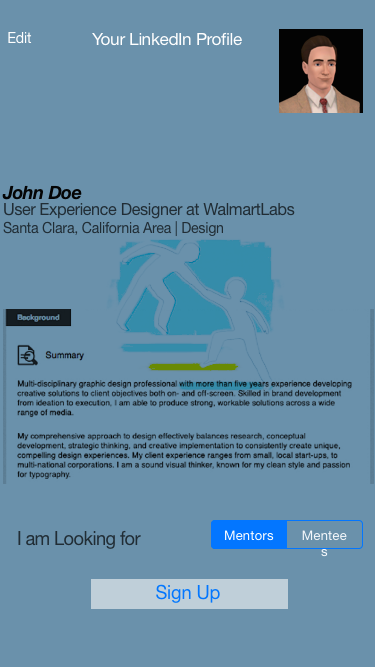 Edit
Your LinkedIn Profile
John Doe
User Experience Designer at WalmartLabs
Santa Clara, California Area | Design
Background
Summary
Multi-disciplinary graphic design professional with more than five years experience developing
creative solutions to client objectives both on- and off-screen. Skilled in brand development
from ideation to execution, I am able to produce strong, workable solutions across a wide
range of media.
My comprehensive approach to design effectively balances research, conceptual
development, strategic thinking, and creative implementation to consistently create unique,
compelling design experiences. My client experience ranges from small, local start-ups, to
multi-national corporations. I am a sound visual thinker, known for my clean style and passion
for typography.
I am Looking for
Mentors
Mentee
s
Sign Up